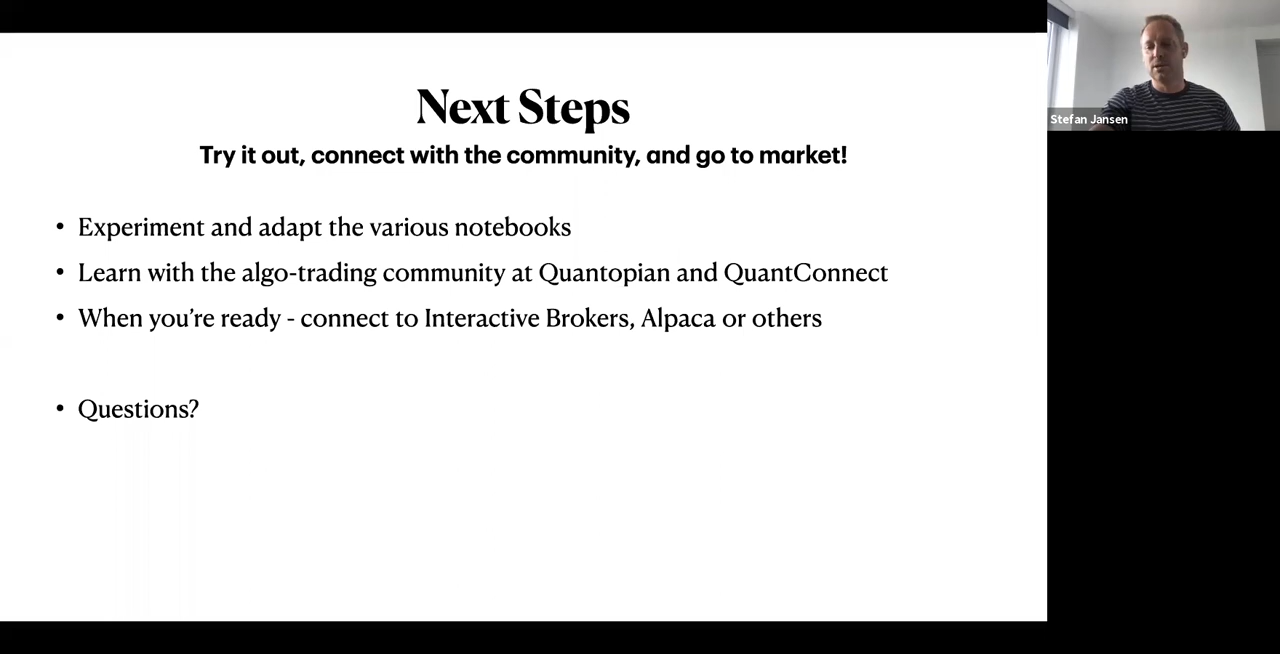 Next Steps
Try it out, connect with the community, and go to market!
• Experiment and adapt the various notebooks
• Learn with the algo-trading community at Quantopian and QuantConnect
• When you’re ready - connect to Interactive Brokers, Alpaca or others
• Questions?
Stefan Jansen